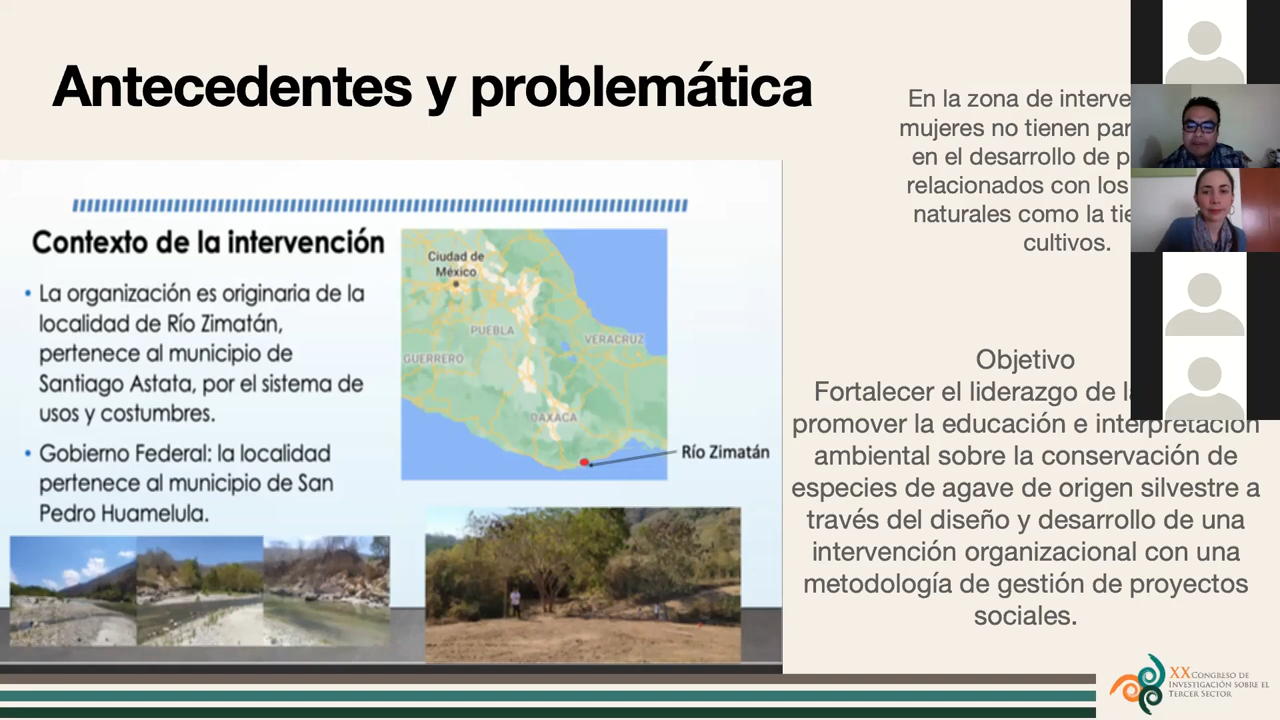 Antecedentes y problemática
Contexto de la intervención
• La organización es originaria de la
localidad de Río Zimatán,
pertenece al municipio de
Santiago Astata, por el sistema de
usos y costumbres.
• Gobierno Federal: la localidad
pertenece al municipio de San
Pedro Huamelula.
Ciudad de
México
PUEBLA
VERACRUZ
GUERRERO
OAXACA
Río Zimatán
En la zona de
mujeres no tienen
en el desarrollo de
relacionados con los
naturales como la
cultivos.
Objetivo
Fortalecer el liderazgo de
promover la educación e interpretación
ambiental sobre la conservación de
especies de agave de origen silvestre a
través del diseño y desarrollo de una
intervención organizacional con una
metodología de gestión de proyectos
sociales.
XX CONGRESO DE
INVESTIGACIÓN SOBRE EL
TERCER SECTOR